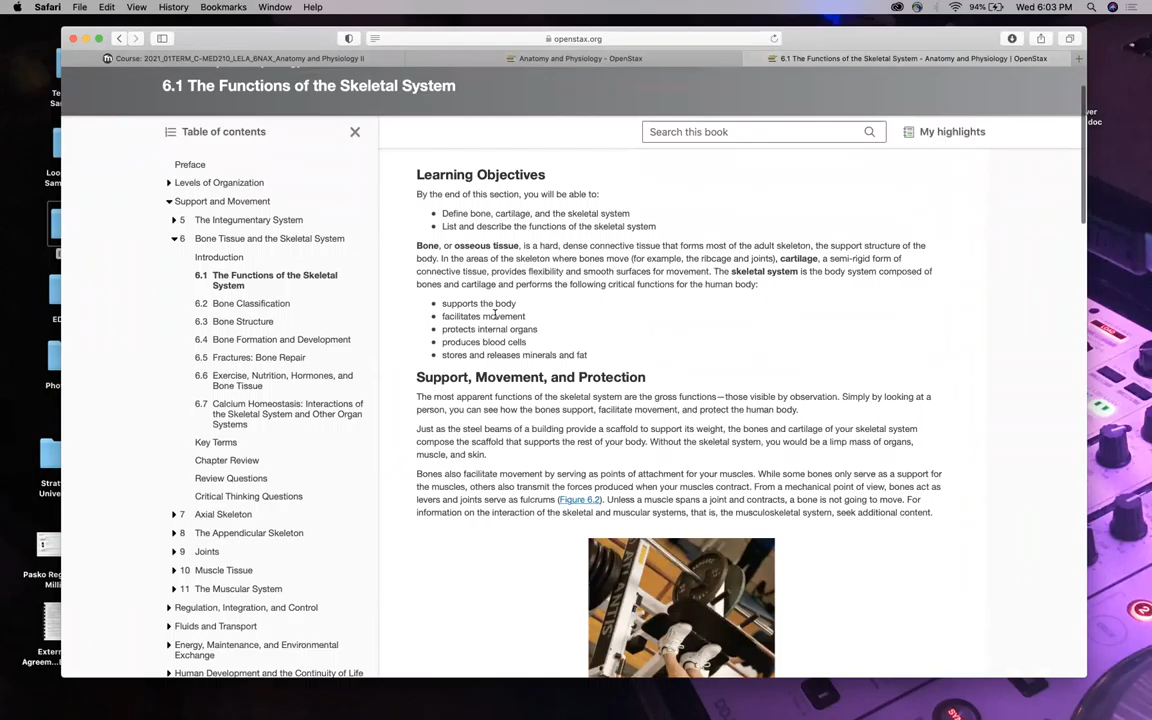 Safari File Edit View History Bookmarks Window Help 94% Wed 6:03 PM
openstax.org
Course: 2021_01TERM_C-MED210_LELA_6NAX_Anatomy and Physiology II
Anatomy and Physiology - OpenStax
6.1 The Functions of the Skeletal System - Anatomy and Physiology | OpenStax
6.1 The Functions of the Skeletal System
Table of contents
Search this book
My highlights
Preface
Levels of Organization
Support and Movement
5 The Integumentary System
6 Bone Tissue and the Skeletal System
Introduction
6.1 The Functions of the Skeletal
System
6.2 Bone Classification
6.3 Bone Structure
6.4 Bone Formation and Development
6.5 Fractures: Bone Repair
6.6 Exercise, Nutrition, Hormones, and
Bone Tissue
6.7 Calcium Homeostasis: Interactions of
the Skeletal System and Other Organ
Systems
Key Terms
Chapter Review
Review Questions
Critical Thinking Questions
7 Axial Skeleton
8 The Appendicular Skeleton
9 Joints
10 Muscle Tissue
11 The Muscular System
Regulation, Integration, and Control
Fluids and Transport
Energy, Maintenance, and Environmental
Exchange
Human Development and the Continuity of Life
Learning Objectives
By the end of this section, you will be able to:
Define bone, cartilage, and the skeletal system
List and describe the functions of the skeletal system
Bone, or osseous tissue, is a hard, dense connective tissue that forms most of the adult skeleton, the support structure of the
body. In the areas of the skeleton where bones move (for example, the ribcage and joints), cartilage, a semi-rigid form of
connective tissue, provides flexibility and smooth surfaces for movement. The skeletal system is the body system composed of
bones and cartilage and performs the following critical functions for the human body:
supports the body
facilitates movement
protects internal organs
produces blood cells
stores and releases minerals and fat
Support, Movement, and Protection
The most apparent functions of the skeletal system are the gross functions—those visible by observation. Simply by looking at a
person, you can see how the bones support, facilitate movement, and protect the human body.
Just as the steel beams of a building provide a scaffold to support its weight, the bones and cartilage of your skeletal system
compose the scaffold that supports the rest of your body. Without the skeletal system, you would be a limp mass of organs,
muscle, and skin.
Bones also facilitate movement by serving as points of attachment for your muscles. While some bones only serve as a support for
the muscles, others also transmit the forces produced when your muscles contract. From a mechanical point of view, bones act as
levers and joints serve as fulcrums (Figure 6.2). Unless a muscle spans a joint and contracts, a bone is not going to move. For
information on the interaction of the skeletal and muscular systems, that is, the musculoskeletal system, seek additional content.
Te
Sam
Loo
Sam
ED
Pho
Strat
Unive
Pasko Reg
Milli
Exter
Agreem...E
ver
doc
LOAD